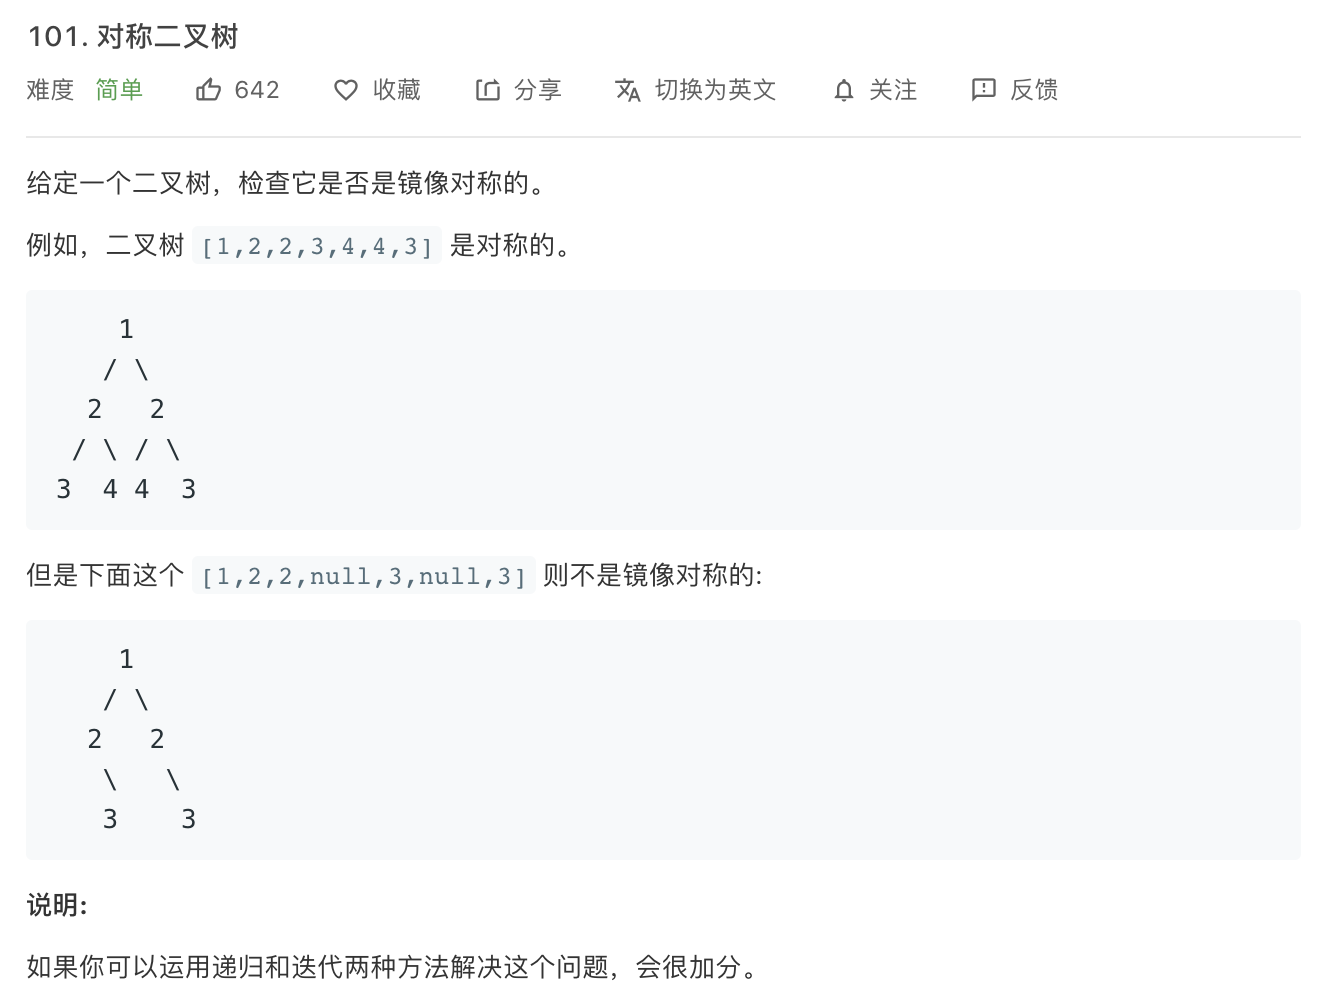 101. 对称二叉树
难度 简单 642 收藏 分享 切换为英文 关注 反馈
给定一个二叉树，检查它是否是镜像对称的。
例如，二叉树 [1,2,2,3,4,4,3] 是对称的。
    1
   / \
  2   2
 / \ / \
3  4 4  3
但是下面这个 [1,2,2,null,3,null,3] 则不是镜像对称的:
    1
   / \
  2   2
   \   \
   3    3
说明:
如果你可以运用递归和迭代两种方法解决这个问题，会很加分。